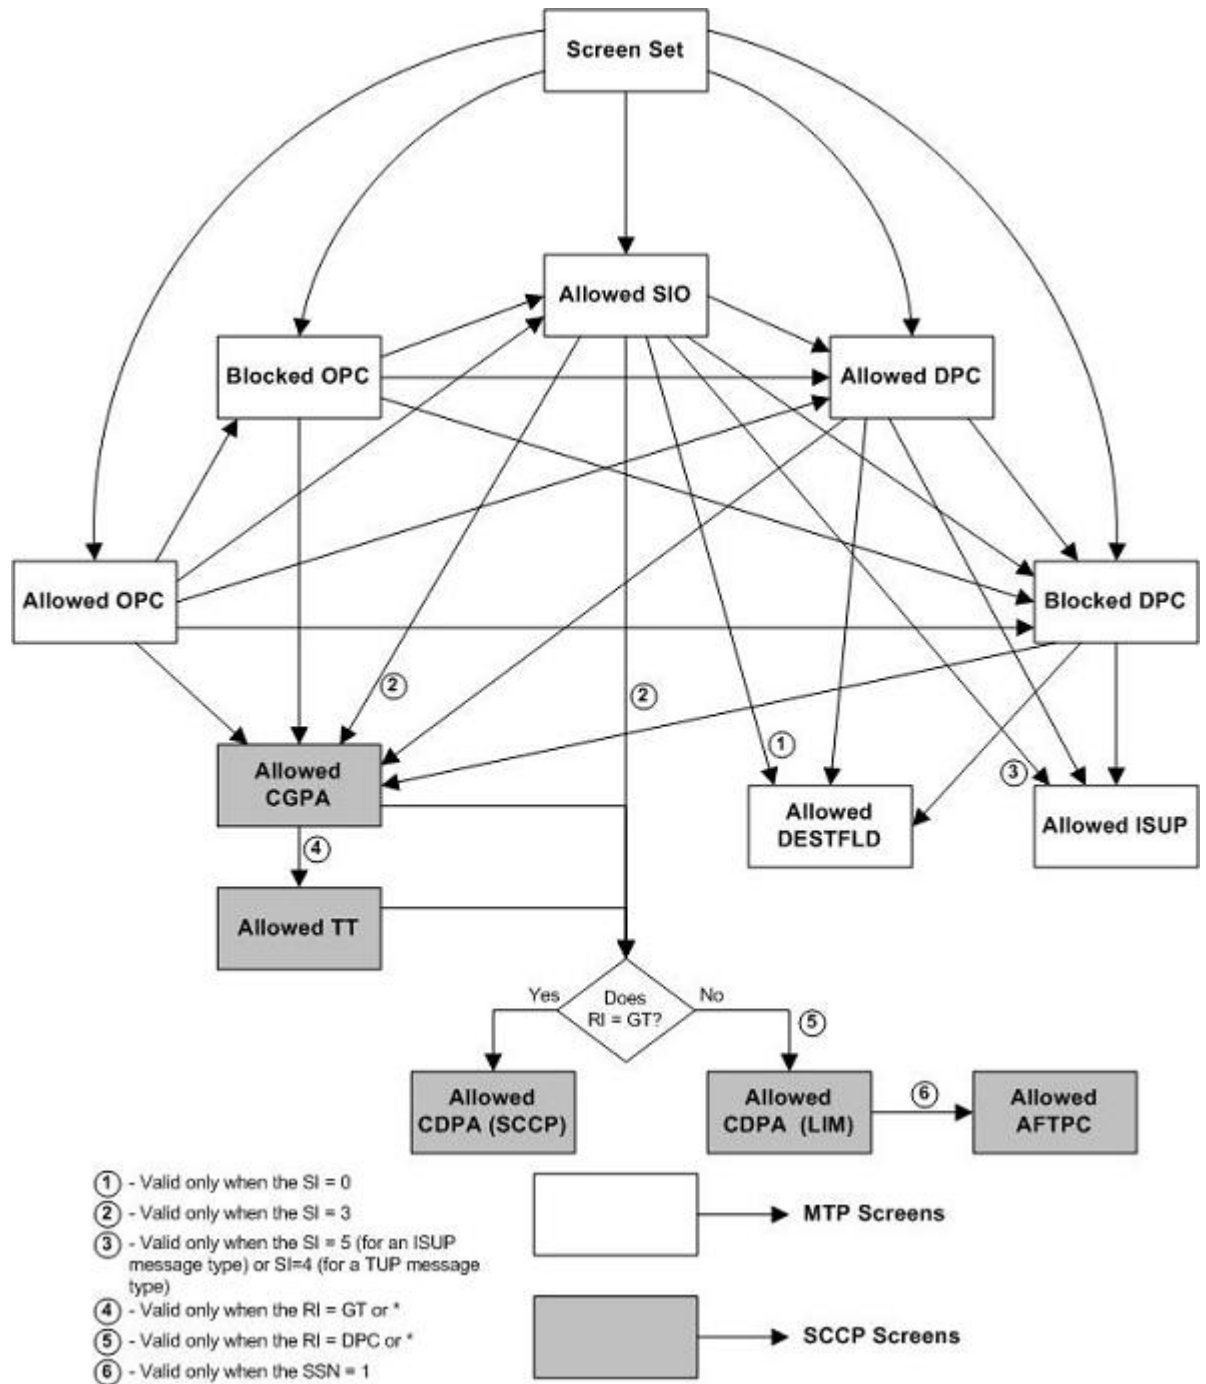 Screen Set
Allowed SIO
Blocked OPC
Allowed DPC
Allowed OPC
Blocked DPC
2
2
1
3
Allowed
CGPA
Allowed
DESTFLD
Allowed ISUP
4
Allowed TT
Yes
Does
RI = GT?
No
5
Allowed
CDPA (SCCP)
Allowed
CDPA (LIM)
6
Allowed
AFTPC
1 - Valid only when the SI = 0
2 - Valid only when the SI = 3
3 - Valid only when the SI = 5 (for an ISUP
message type) or SI=4 (for a TUP message
type)
4 - Valid only when the RI = GT or *
5 - Valid only when the RI = DPC or *
6 - Valid only when the SSN = 1
MTP Screens
SCCP Screens